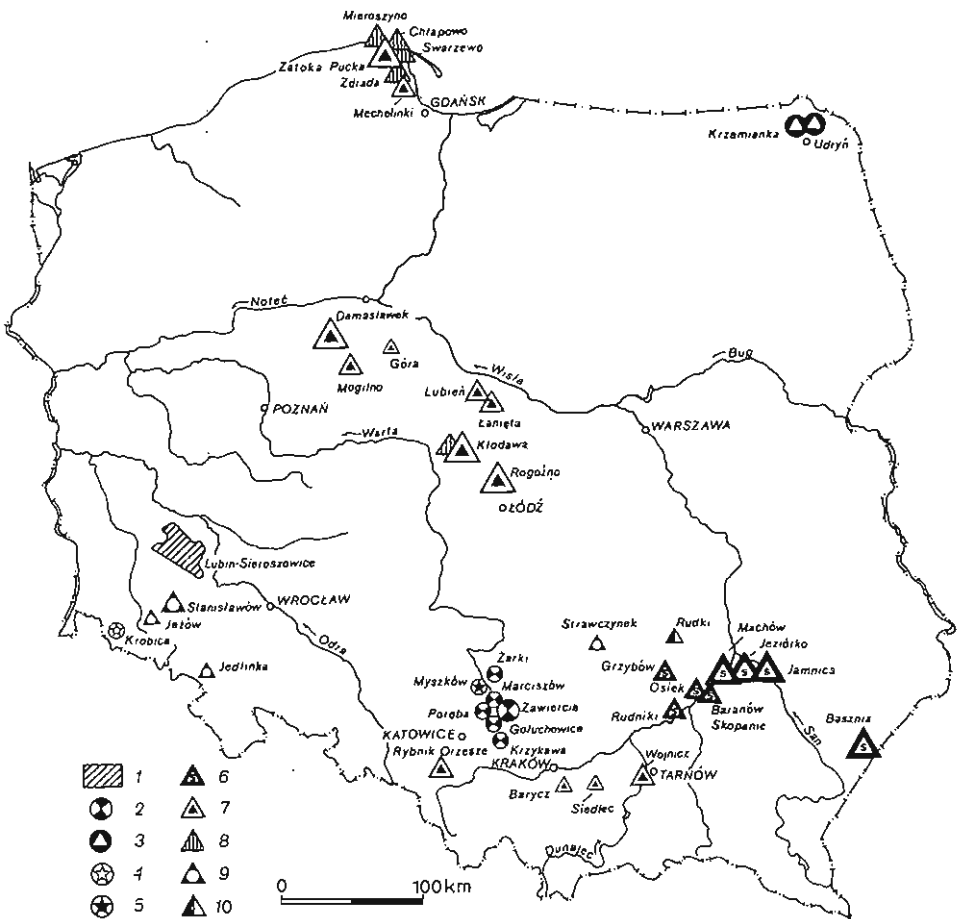 Mieroszyno
Chłapowo
Swarzewo
Zatoka Pucka
Zdrada
Mechelinki
GDAŃSK
Krzemianka
Udryń
Noteć
Damasławek
Góra
Mogilno
Wisła
Bug
Lubień
Łanięta
POZNAŃ
WARSZAWA
Warta
Kłodawa
Rogoźno
ŁÓDŹ
Lubin-Sieroszowice
Stanisławów
WROCŁAW
Jeżów
Krobica
Odra
Jedlinka
Strawczynek
Rudki
Machów
Jeziórko
Jamnica
Grzybów
Osiek
Baranów
Skopanie
Rudniki
Basznia
San
Żarki
Myszków
Marciszów
Poręba
Zawiercie
Gołuchowice
KATOWICE
Krzykawa
Rybnik Orzesze
KRAKÓW
Wojnicz
TARNÓW
Barycz
Siedlec
Dunajec
1
6
2
7
3
8
4
9
5
10
0
100km
S
S
S
S
S
S
S
S
S